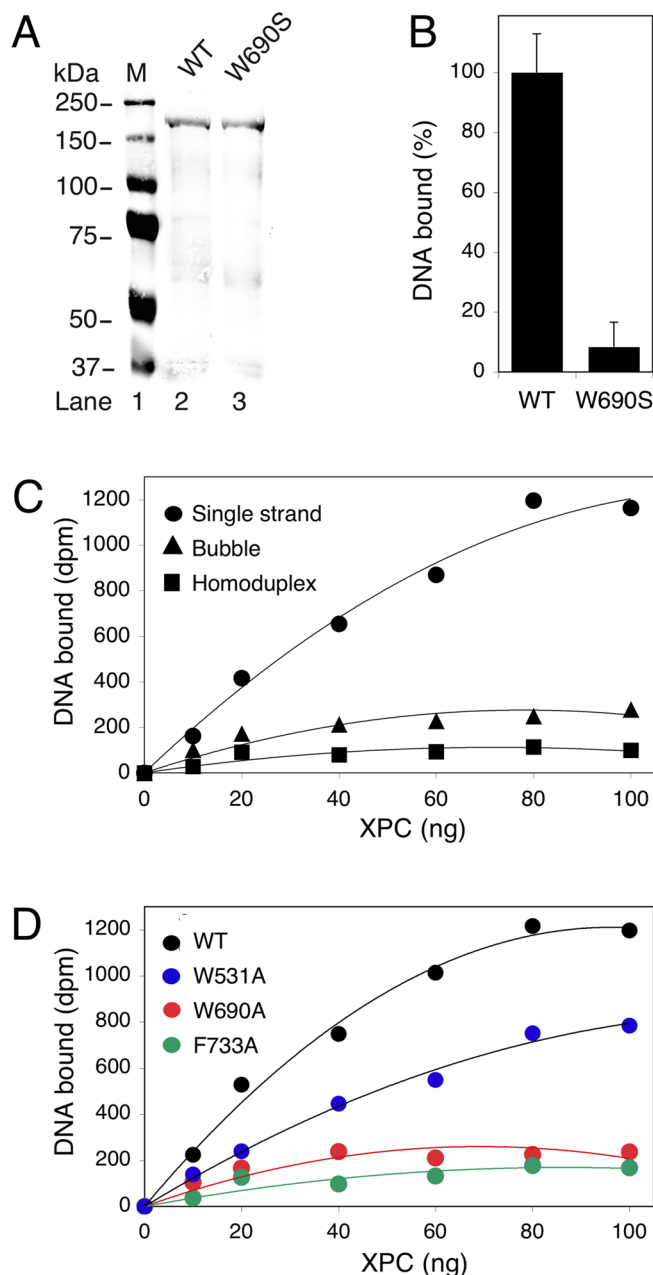 A
kDa M WT W690S
250
150
100
75
50
37
Lane 1 2 3
B
DNA bound (%)
100
80
60
40
20
0
WT W690S
C
Single strand
Bubble
Homoduplex
DNA bound (dpm)
1200
1000
800
600
400
200
0
0 20 40 60 80 100
XPC (ng)
D
WT
W531A
W690A
F733A
DNA bound (dpm)
1200
1000
800
600
400
200
0
0 20 40 60 80 100
XPC (ng)